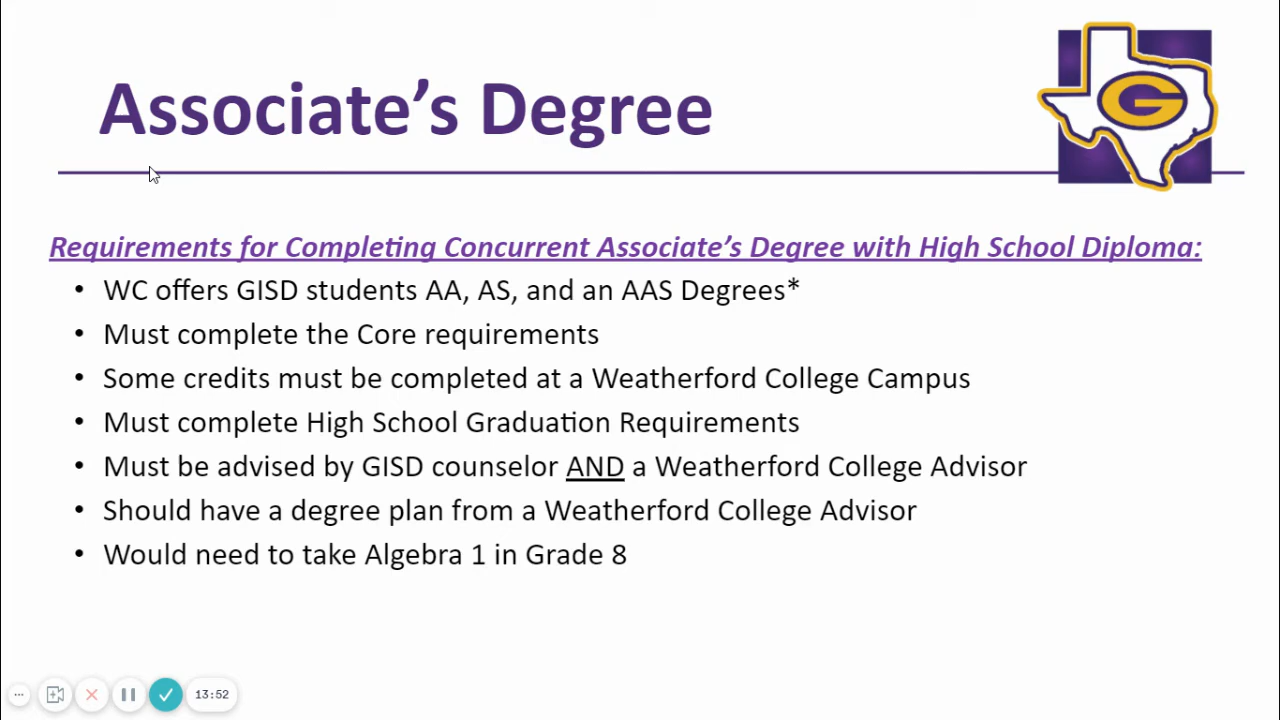 Associate's Degree
G
Requirements for Completing Concurrent Associate's Degree with High School Diploma:
• WC offers GISD students AA, AS, and an AAS Degrees*
• Must complete the Core requirements
• Some credits must be completed at a Weatherford College Campus
• Must complete High School Graduation Requirements
• Must be advised by GISD counselor AND a Weatherford College Advisor
• Should have a degree plan from a Weatherford College Advisor
• Would need to take Algebra 1 in Grade 8
13:52